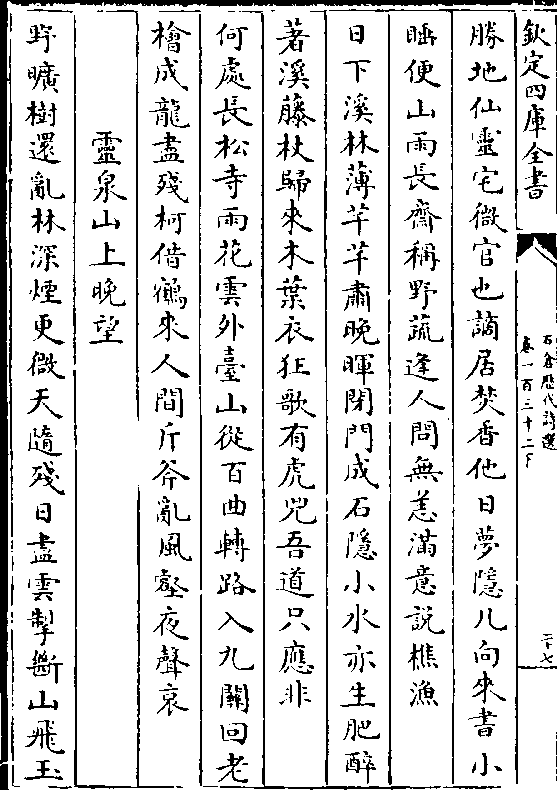 欽定四庫全書
石倉歷代詩選
卷一百三十二下
二十七
勝地仙靈宅微官也謫居焚香他日夢隱几向來書小
睡便山雨長齋稱野蔬逢人問無恙滿意說樵漁
日下溪林薄芊芊肅晚暉閉門成石隱小水亦生肥醉
著溪藤杖歸來木葉衣狂歌有虎兕吾道只應非
何處長松寺雨花雲外臺山從百曲轉路入九關回老
檜成龍盡殘柯借鶴來人間斤斧亂風壑夜聲哀
靈泉山上晚望
野曠樹還亂林深煙更微天隨殘日盡雲掣斷山飛玉